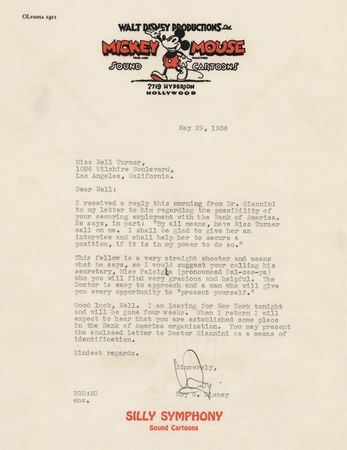 OLympia 1911
WALT DISNEY PRODUCTIONS Ltd.
MICKEY MOUSE
SOUND CARTOONS
2719 HYPERION
HOLLYWOOD
May 29, 1936
Miss Nell Turner,
1026 Wilshire Boulevard,
Los Angeles, California.
Dear Nell:
I received a reply this morning from Dr. Giannini
to my letter to him regarding the possibility of
your securing employment with the Bank of America.
He says, in part: "By all means, have Miss Turner
call on me. I shall be glad to give her an
interview and shall help her to secure a
position, if it is in my power to do so."
This fellow is a very straight shooter and means
what he says, so I would suggest your calling his
secretary, Miss (pronounced
who you will find very gracious and helpful. The
Doctor is easy to approach and a man who will give
you every opportunity to "present yourself."
Good luck, Nell. I am leaving for New York tonight
and will be gone four weeks. When I return I will
expect to hear that you are established some place
in the Bank of America organization. You may present
the enclosed letter to Doctor Giannini as a means of
identification.
Kindest regards.
Sincerely,
Roy
Roy O. Disney
ROD:MC
enc.
SILLY SYMPHONY
Sound Cartoons